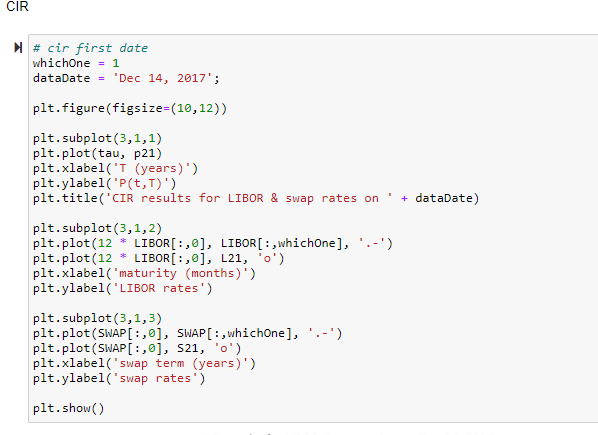 CIR
# cir first date
whichOne = 1
dataDate = 'Dec 14, 2017';
plt.figure(figsize=(10,12))
plt.subplot(3,1,1)
plt.plot(tau, p21)
plt.xlabel('T (years)')
plt.ylabel('P(t,T)')
plt.title('CIR results for LIBOR & swap rates on ' + dataDate)
plt.subplot(3,1,2)
plt.plot(12 * LIBOR[:,0], LIBOR[:,whichOne], '.-')
plt.plot(12 * LIBOR[:,0], L21, 'o')
plt.xlabel('maturity (months)')
plt.ylabel('LIBOR rates')
plt.subplot(3,1,3)
plt.plot(SWAP[:,0], SWAP[:,whichOne], '.-')
plt.plot(SWAP[:,0], S21, 'o')
plt.xlabel('swap term (years)')
plt.ylabel('swap rates')
plt.show()